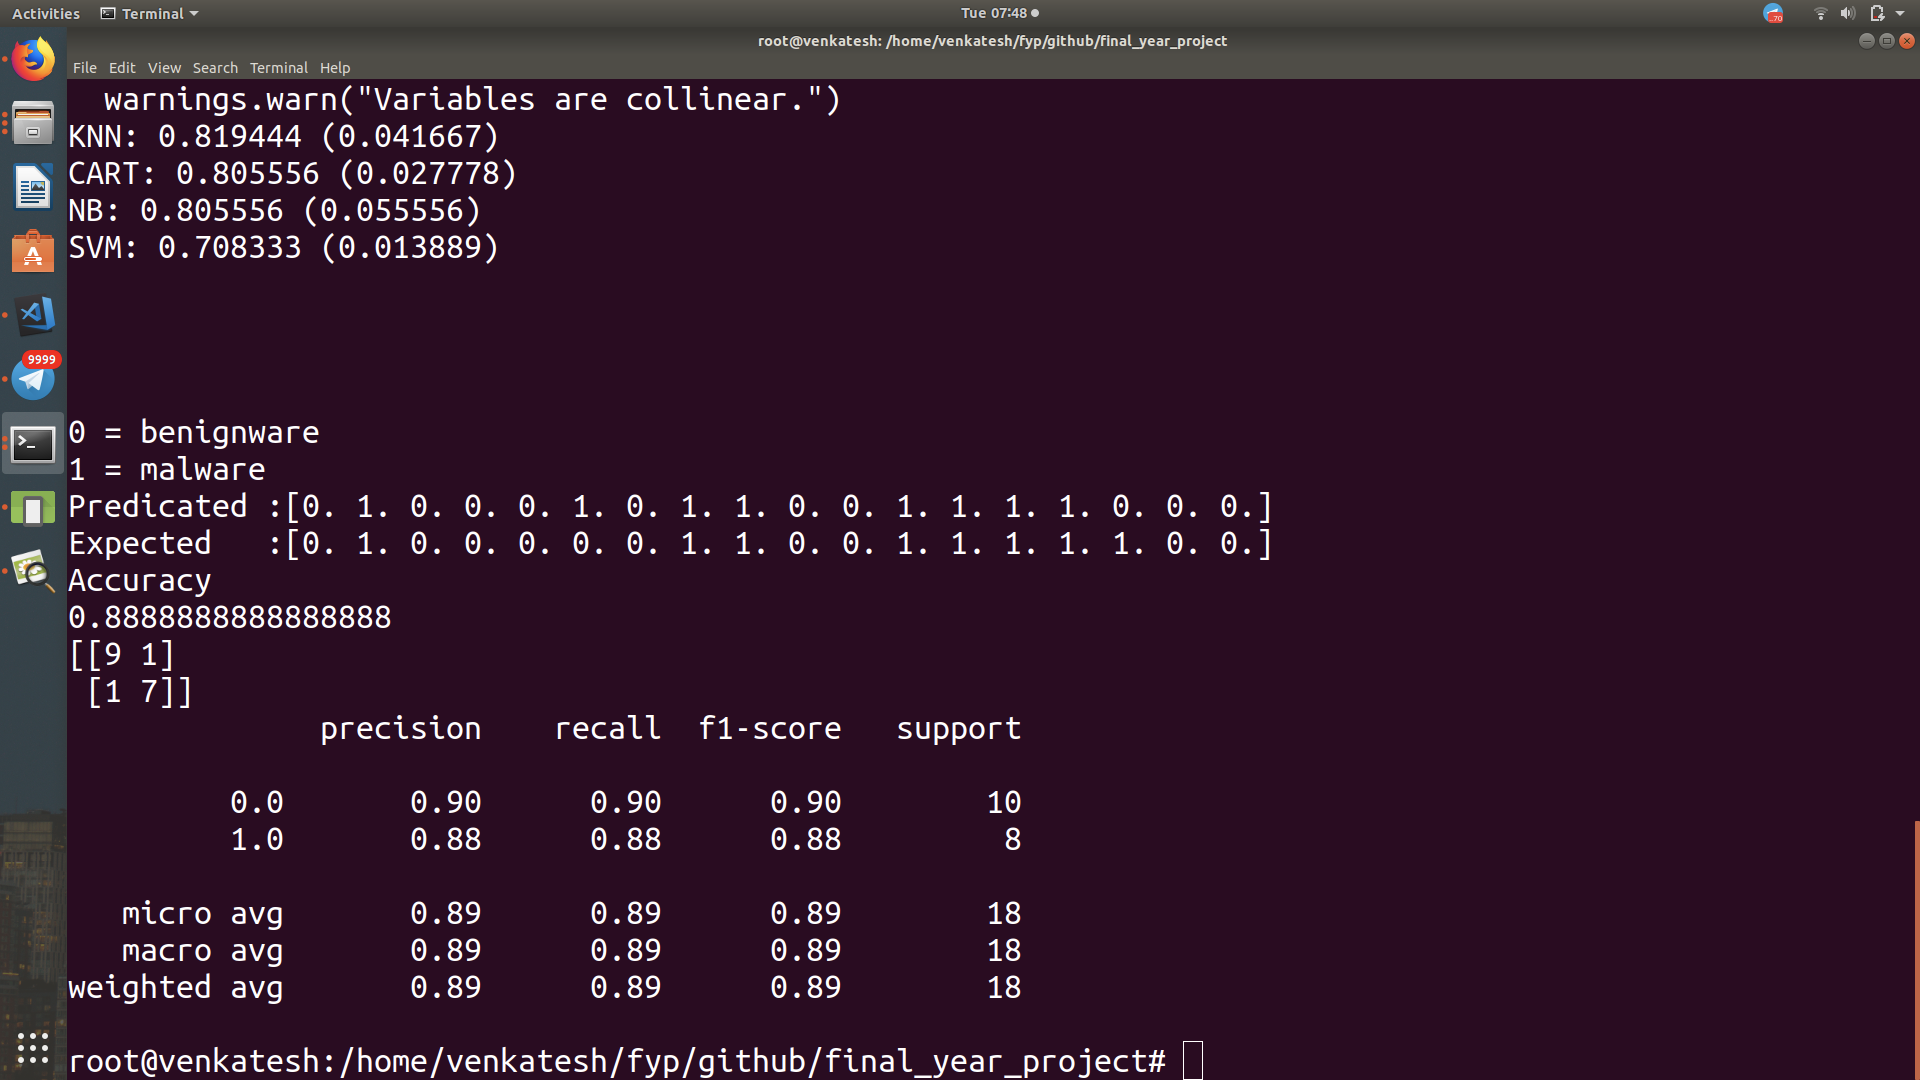 Activities Terminal Tue 07:48
root@venkatesh: /home/venkatesh/fyp/github/final_year_project
File Edit View Search Terminal Help
warnings.warn("Variables are collinear.")
KNN: 0.819444 (0.041667)
CART: 0.805556 (0.027778)
NB: 0.805556 (0.055556)
SVM: 0.708333 (0.013889)
9999
0 = benignware
1 = malware
Predicated :[0. 1. 0. 0. 0. 1. 0. 1. 1. 0. 0. 1. 1. 1. 1. 0. 0. 0.]
Expected   :[0. 1. 0. 0. 0. 0. 0. 1. 1. 0. 0. 1. 1. 1. 1. 1. 0. 0.]
Accuracy
0.8888888888888888
[[9 1]
 [1 7]]
precision recall f1-score support
0.0 0.90 0.90 0.90 10
1.0 0.88 0.88 0.88 8
micro avg 0.89 0.89 0.89 18
macro avg 0.89 0.89 0.89 18
weighted avg 0.89 0.89 0.89 18
root@venkatesh:/home/venkatesh/fyp/github/final_year_project#